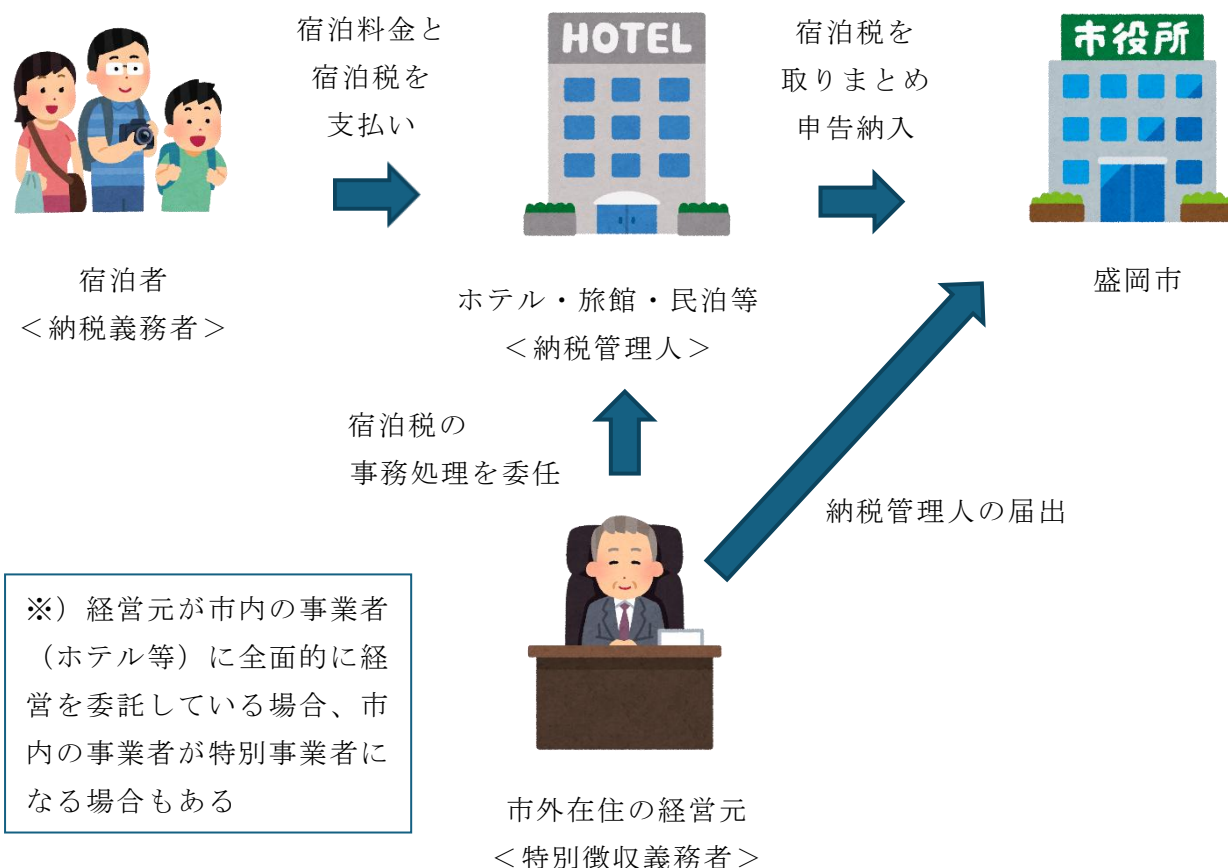 宿泊料金と
宿泊税を
支払い
HOTEL
宿泊税を
取りまとめ
申告納入
市役所
宿泊者
＜納税義務者＞
ホテル・旅館・民泊等
＜納税管理人＞
盛岡市
宿泊税の
事務処理を委任
納税管理人の届出
※）経営元が市内の事業者
（ホテル等）に全面的に経
営を委託している場合、市
内の事業者が特別事業者に
なる場合もある
市外在住の経営元
＜特別徴収義務者＞